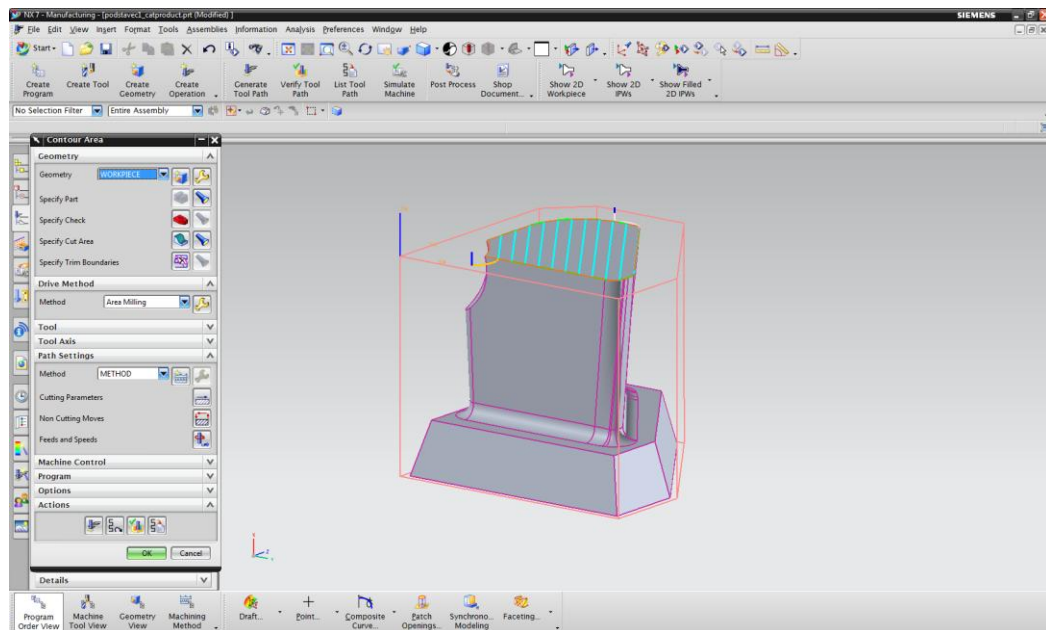 NX 7 - Manufacturing - [podstavec1_catproduct.prt (Modified) ]
SIEMENS
File Edit View Insert Format Tools Assemblies Information Analysis Preferences Window Help
Start
Create Program
Create Tool
Create Geometry
Create Operation
Generate Tool Path
Verify Tool Path
List Tool Path
Simulate Machine
Post Process
Shop Document...
Show 2D Workpiece
Show 2D IPWs
Show Filled 2D IPWs
No Selection Filter
Entire Assembly
Contour Area
Geometry
Geometry WORKPIECE
Specify Part
Specify Check
Specify Cut Area
Specify Trim Boundaries
Drive Method
Method Area Milling
Tool
Tool Axis
Path Settings
Method METHOD
Cutting Parameters
Non Cutting Moves
Feeds and Speeds
Machine Control
Program
Options
Actions
OK Cancel
Details
Program Order View
Machine Tool View
Geometry View
Machining Method
Draft...
Point...
Composite Curve...
Patch Openings...
Synchrono... Modeling
Faceting...